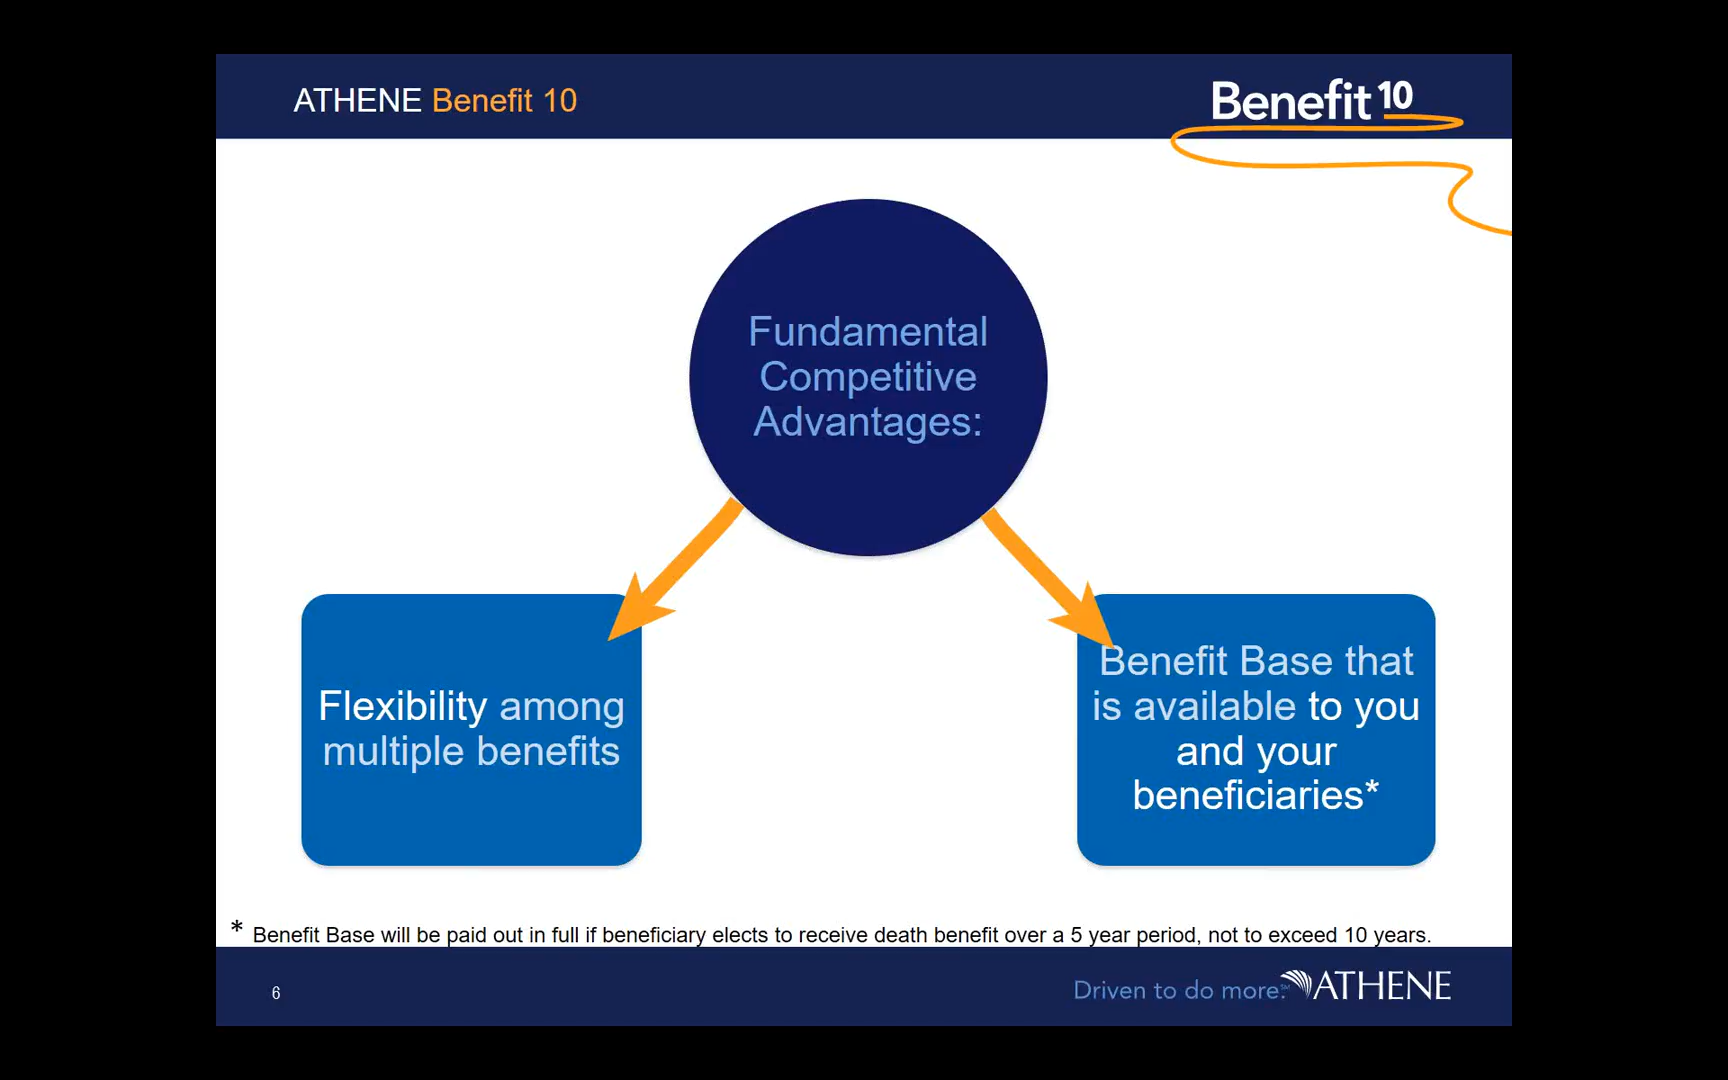 ATHENE Benefit 10
Benefit 10
Fundamental
Competitive
Advantages:
Flexibility among
multiple benefits
Benefit Base that
is available to you
and your
beneficiaries*
* Benefit Base will be paid out in full if beneficiary elects to receive death benefit over a 5 year period, not to exceed 10 years.
6
Driven to do more.℠ ATHENE